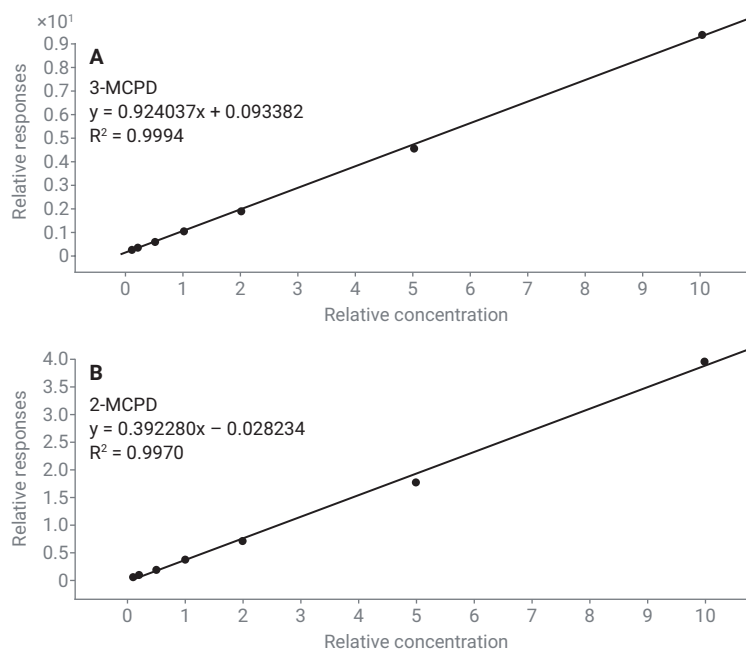 ×10¹
0.9
0.8
0.7
0.6
0.5
0.4
0.3
0.2
0.1
0
Relative responses
A
3-MCPD
y = 0.924037x + 0.093382
R² = 0.9994
0 1 2 3 4 5 6 7 8 9 10
Relative concentration
4.0
3.5
3.0
2.5
2.0
1.5
1.0
0.5
0
Relative responses
B
2-MCPD
y = 0.392280x – 0.028234
R² = 0.9970
0 1 2 3 4 5 6 7 8 9 10
Relative concentration